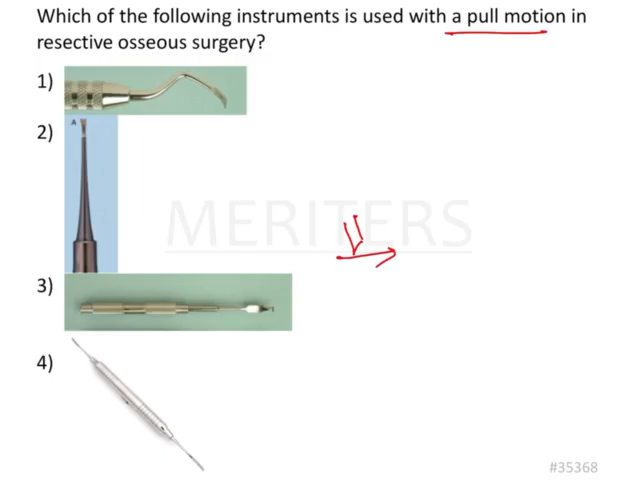 Which of the following instruments is used with a pull motion in
resective osseous surgery?
1)
2)
A
MERITERS
3)
4)
#35368